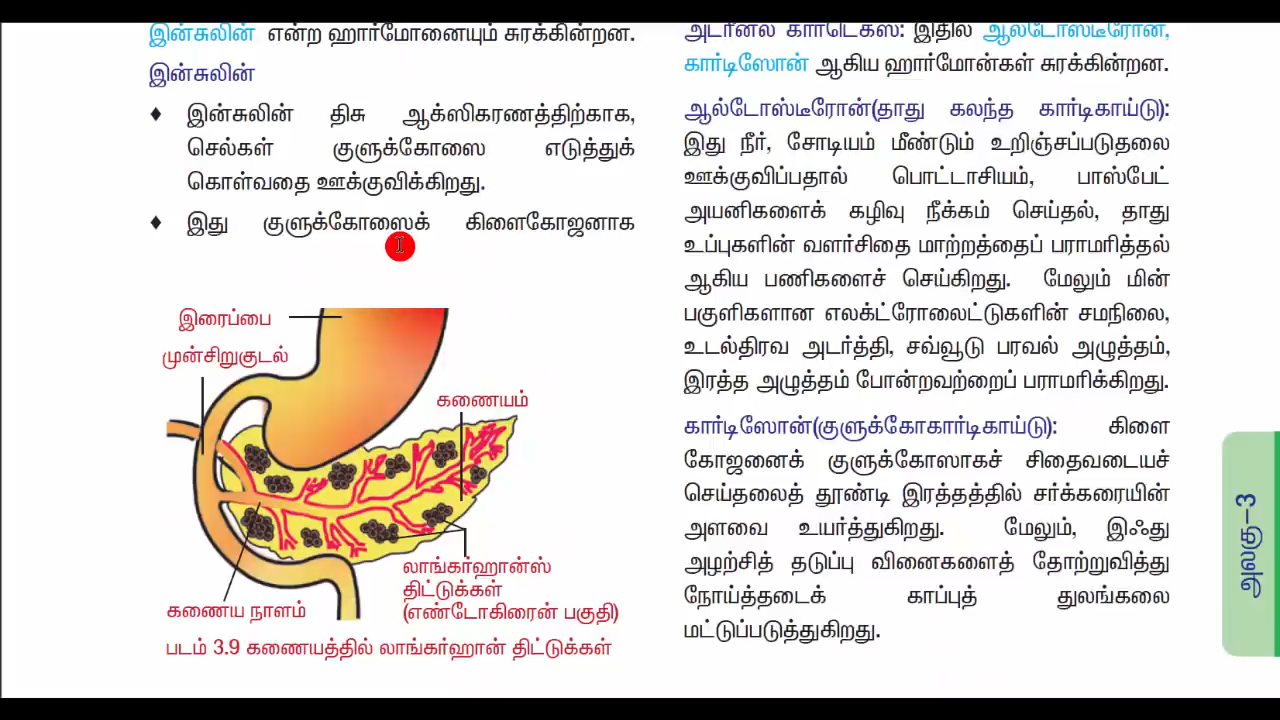 இன்சுலின் என்ற ஹார்மோனையும் சுரக்கின்றன.
இன்சுலின்
♦ இன்சுலின் திசு ஆக்ஸிகரணத்திற்காக,
செல்கள் குளுக்கோஸை எடுத்துக்
கொள்வதை ஊக்குவிக்கிறது.
♦ இது குளுக்கோஸைக் கிளைகோஜனாக
இரைப்பை
முன்சிறுகுடல்
கணையம்
லாங்கர்ஹான்ஸ்
திட்டுக்கள்
(எண்டோகிரைன் பகுதி)
கணைய நாளம்
படம் 3.9 கணையத்தில் லாங்கர்ஹான் திட்டுக்கள்
அட்ரினல் கார்டெக்ஸ்: இதில் ஆல்டோஸ்டீரோன்,
கார்டிஸோன் ஆகிய ஹார்மோன்கள் சுரக்கின்றன.
ஆல்டோஸ்டீரோன்(தாது கலந்த கார்டிகாய்டு):
இது நீர், சோடியம் மீண்டும் உறிஞ்சப்படுதலை
ஊக்குவிப்பதால் பொட்டாசியம், பாஸ்பேட்
அயனிகளைக் கழிவு நீக்கம் செய்தல், தாது
உப்புகளின் வளர்சிதை மாற்றத்தைப் பராமரித்தல்
ஆகிய பணிகளைச் செய்கிறது. மேலும் மின்
பகுளிகளான எலக்ட்ரோலைட்டுகளின் சமநிலை,
உடல்திரவ அடர்த்தி, சவ்வூடு பரவல் அழுத்தம்,
இரத்த அழுத்தம் போன்றவற்றைப் பராமரிக்கிறது.
கார்டிஸோன்(குளுக்கோகார்டிகாய்டு): கிளை
கோஜனைக் குளுக்கோஸாகச் சிதைவடையச்
செய்தலைத் தூண்டி இரத்தத்தில் சர்க்கரையின்
அளவை உயர்த்துகிறது. மேலும், இஃது
அழற்சித் தடுப்பு வினைகளைத் தோற்றுவித்து
நோய்த்தடைக் காப்புத் துலங்கலை
மட்டுப்படுத்துகிறது.
அலகு-3